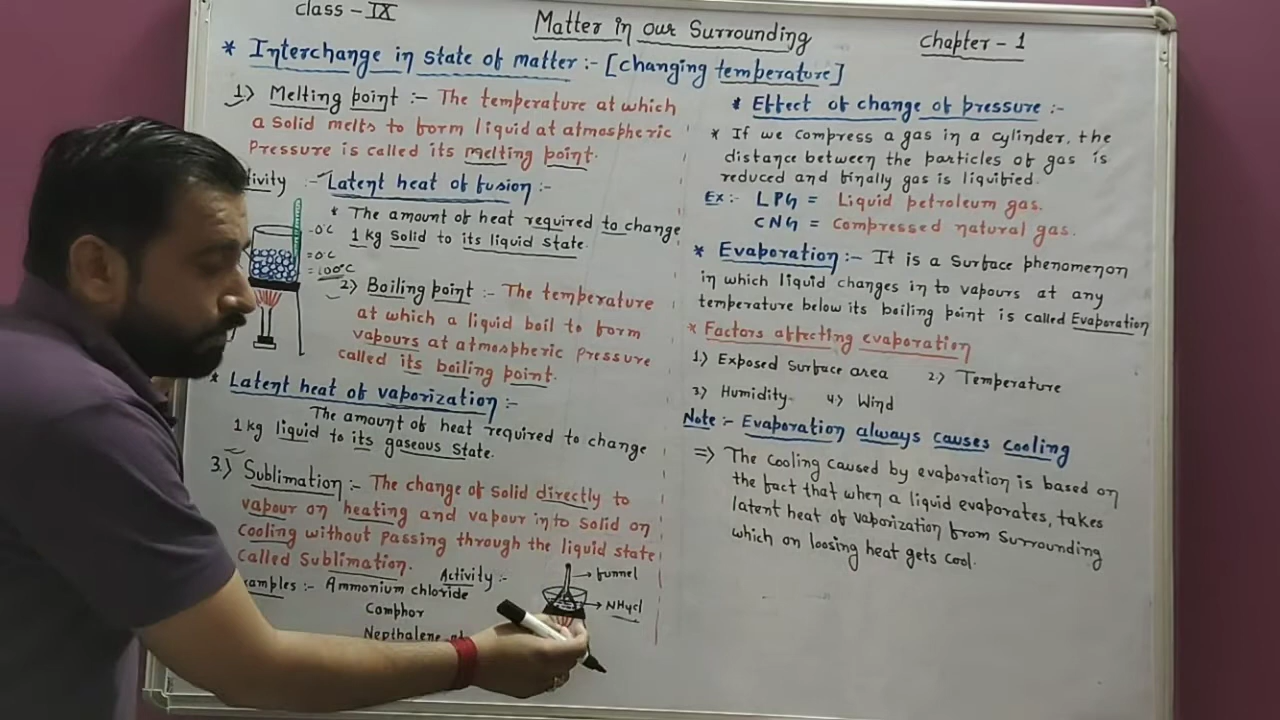 class - IX
Matter in our Surrounding
Chapter - 1
* Interchange in state of matter :- [changing temperature]
1) Melting point :- The temperature at which
a solid melts to form liquid at atmospheric
Pressure is called its melting point.
tivity :- Latent heat of fusion :-
* The amount of heat required to change
1 kg solid to its liquid state.
-0°C
=0°C
=100°C
2) Boiling point :- The temperature
at which a liquid boil to form
vapours at atmospheric pressure
called its boiling point.
* Latent heat of vaporization :-
The amount of heat required to change
1 kg liquid to its gaseous state.
3.) Sublimation :- The change of solid directly to
vapour on heating and vapour into solid on
cooling without passing through the liquid state
called Sublimation.
amples :- Ammonium chloride
Comphor
Nepthalene
Activity :-
funnel
NH4cl
* Effect of change of pressure :-
* If we compress a gas in a cylinder, the
distance between the particles of gas is
reduced and finally gas is liquified.
Ex :- LPG = Liquid petroleum gas.
CNG = Compressed natural gas.
* Evaporation :- It is a surface phenomenon
in which liquid changes in to vapours at any
temperature below its boiling point is called Evaporation
* Factors affecting evaporation
1.) Exposed surface area 2.) Temperature
3.) Humidity. 4.) Wind
Note :- Evaporation always causes cooling
=> The cooling caused by evaporation is based on
the fact that when a liquid evaporates, takes
latent heat of vaporization from surrounding
which on loosing heat gets cool.